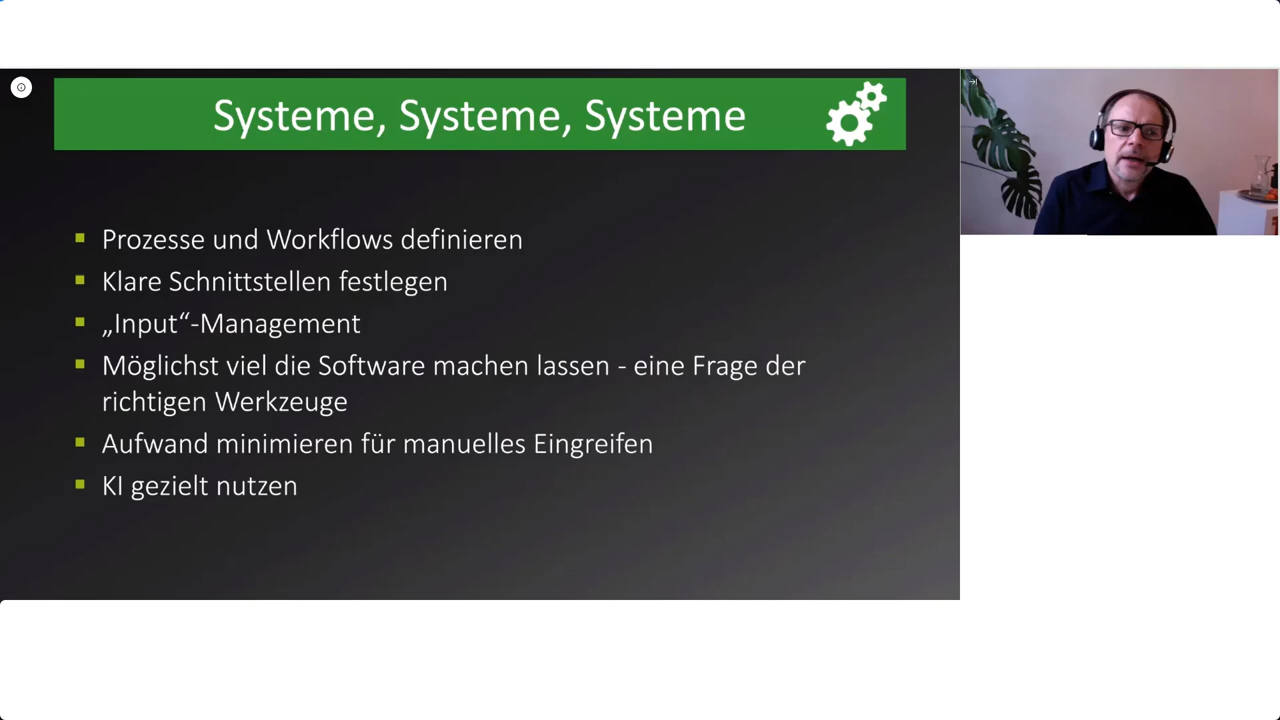 Systeme, Systeme, Systeme
Prozesse und Workflows definieren
Klare Schnittstellen festlegen
„Input“-Management
Möglichst viel die Software machen lassen - eine Frage der
richtigen Werkzeuge
Aufwand minimieren für manuelles Eingreifen
KI gezielt nutzen